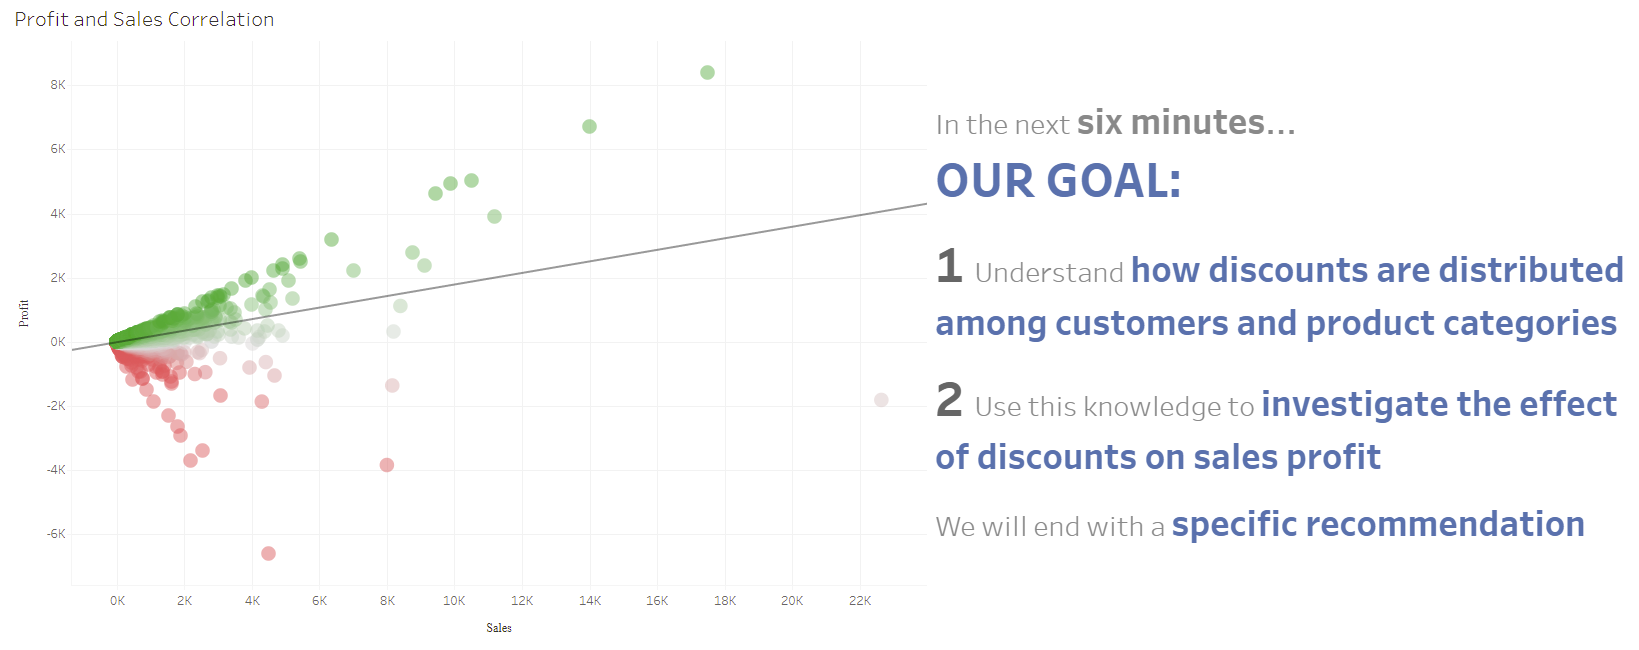 Profit and Sales Correlation
8K
6K
4K
2K
0K
-2K
-4K
-6K
Profit
0K 2K 4K 6K 8K 10K 12K 14K 16K 18K 20K 22K
Sales
In the next six minutes...
OUR GOAL:
1 Understand how discounts are distributed
among customers and product categories
2 Use this knowledge to investigate the effect
of discounts on sales profit
We will end with a specific recommendation